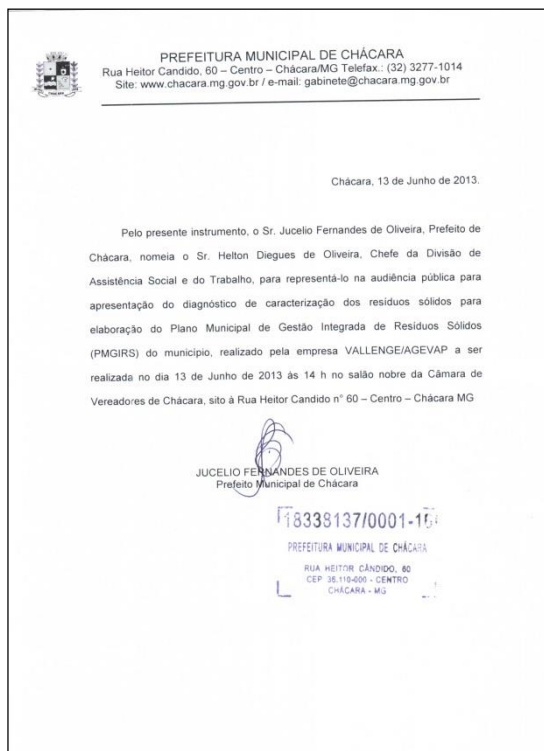 PREFEITURA MUNICIPAL DE CHÁCARA
Rua Heitor Candido, 60 – Centro – Chácara/MG Telefax.: (32) 3277-1014
Site: www.chacara.mg.gov.br / e-mail: gabinete@chacara.mg.gov.br
Chácara, 13 de Junho de 2013.
Pelo presente instrumento, o Sr. Jucelio Fernandes de Oliveira, Prefeito de
Chácara, nomeia o Sr. Helton Diegues de Oliveira, Chefe da Divisão de
Assistência Social e do Trabalho, para representá-lo na audiência pública para
apresentação do diagnóstico de caracterização dos resíduos sólidos para
elaboração do Plano Municipal de Gestão Integrada de Resíduos Sólidos
(PMGIRS) do município, realizado pela empresa VALLENGE/AGEVAP a ser
realizada no dia 13 de Junho de 2013 ás 14 h no salão nobre da Câmara de
Vereadores de Chácara, sito à Rua Heitor Candido n° 60 – Centro – Chácara MG
JUCELIO FERNANDES DE OLIVEIRA
Prefeito Municipal de Chácara
18338137/0001-1
PREFEITURA MUNICIPAL DE CHÁCARA
RUA HEITOR CÂNDIDO, 60
CEP 36.110-000 - CENTRO
CHÁCARA - MG